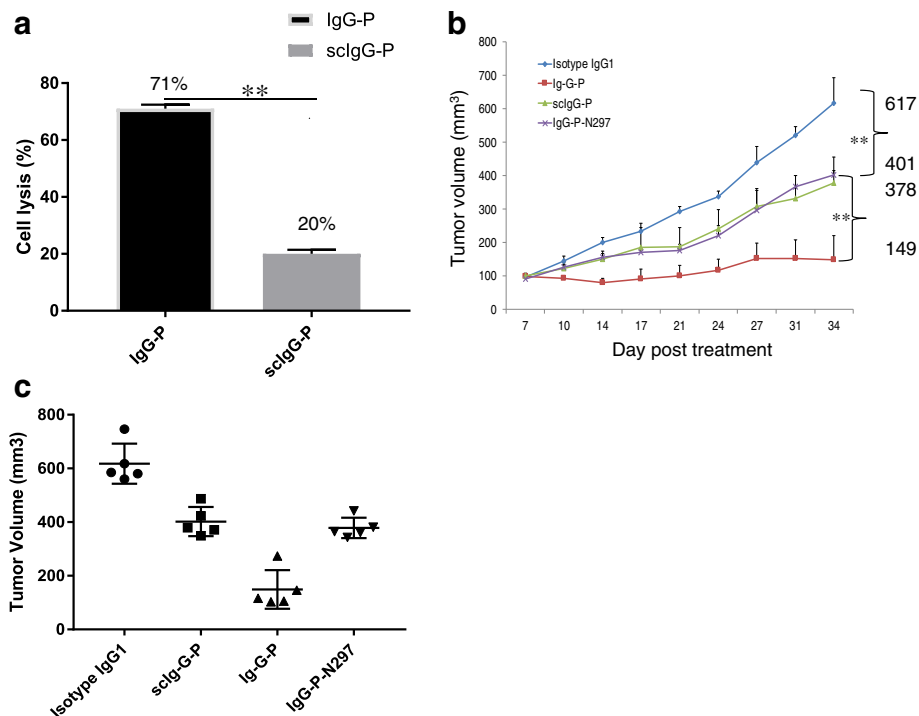 a
IgG-P
scIgG-P
80
60
40
20
0
Cell lysis (%)
71%
**
20%
IgG-P
scIgG-P
b
800
700
600
500
400
300
200
100
0
Tumor volume (mm³)
Isotype IgG1
Ig-G-P
scIgG-P
IgG-P-N297
7 10 14 17 21 24 27 31 34
Day post treatment
617
**
401
378
**
149
c
800
600
400
200
0
Tumor Volume (mm3)
Isotype IgG1
scIg-G-P
Ig-G-P
IgG-P-N297